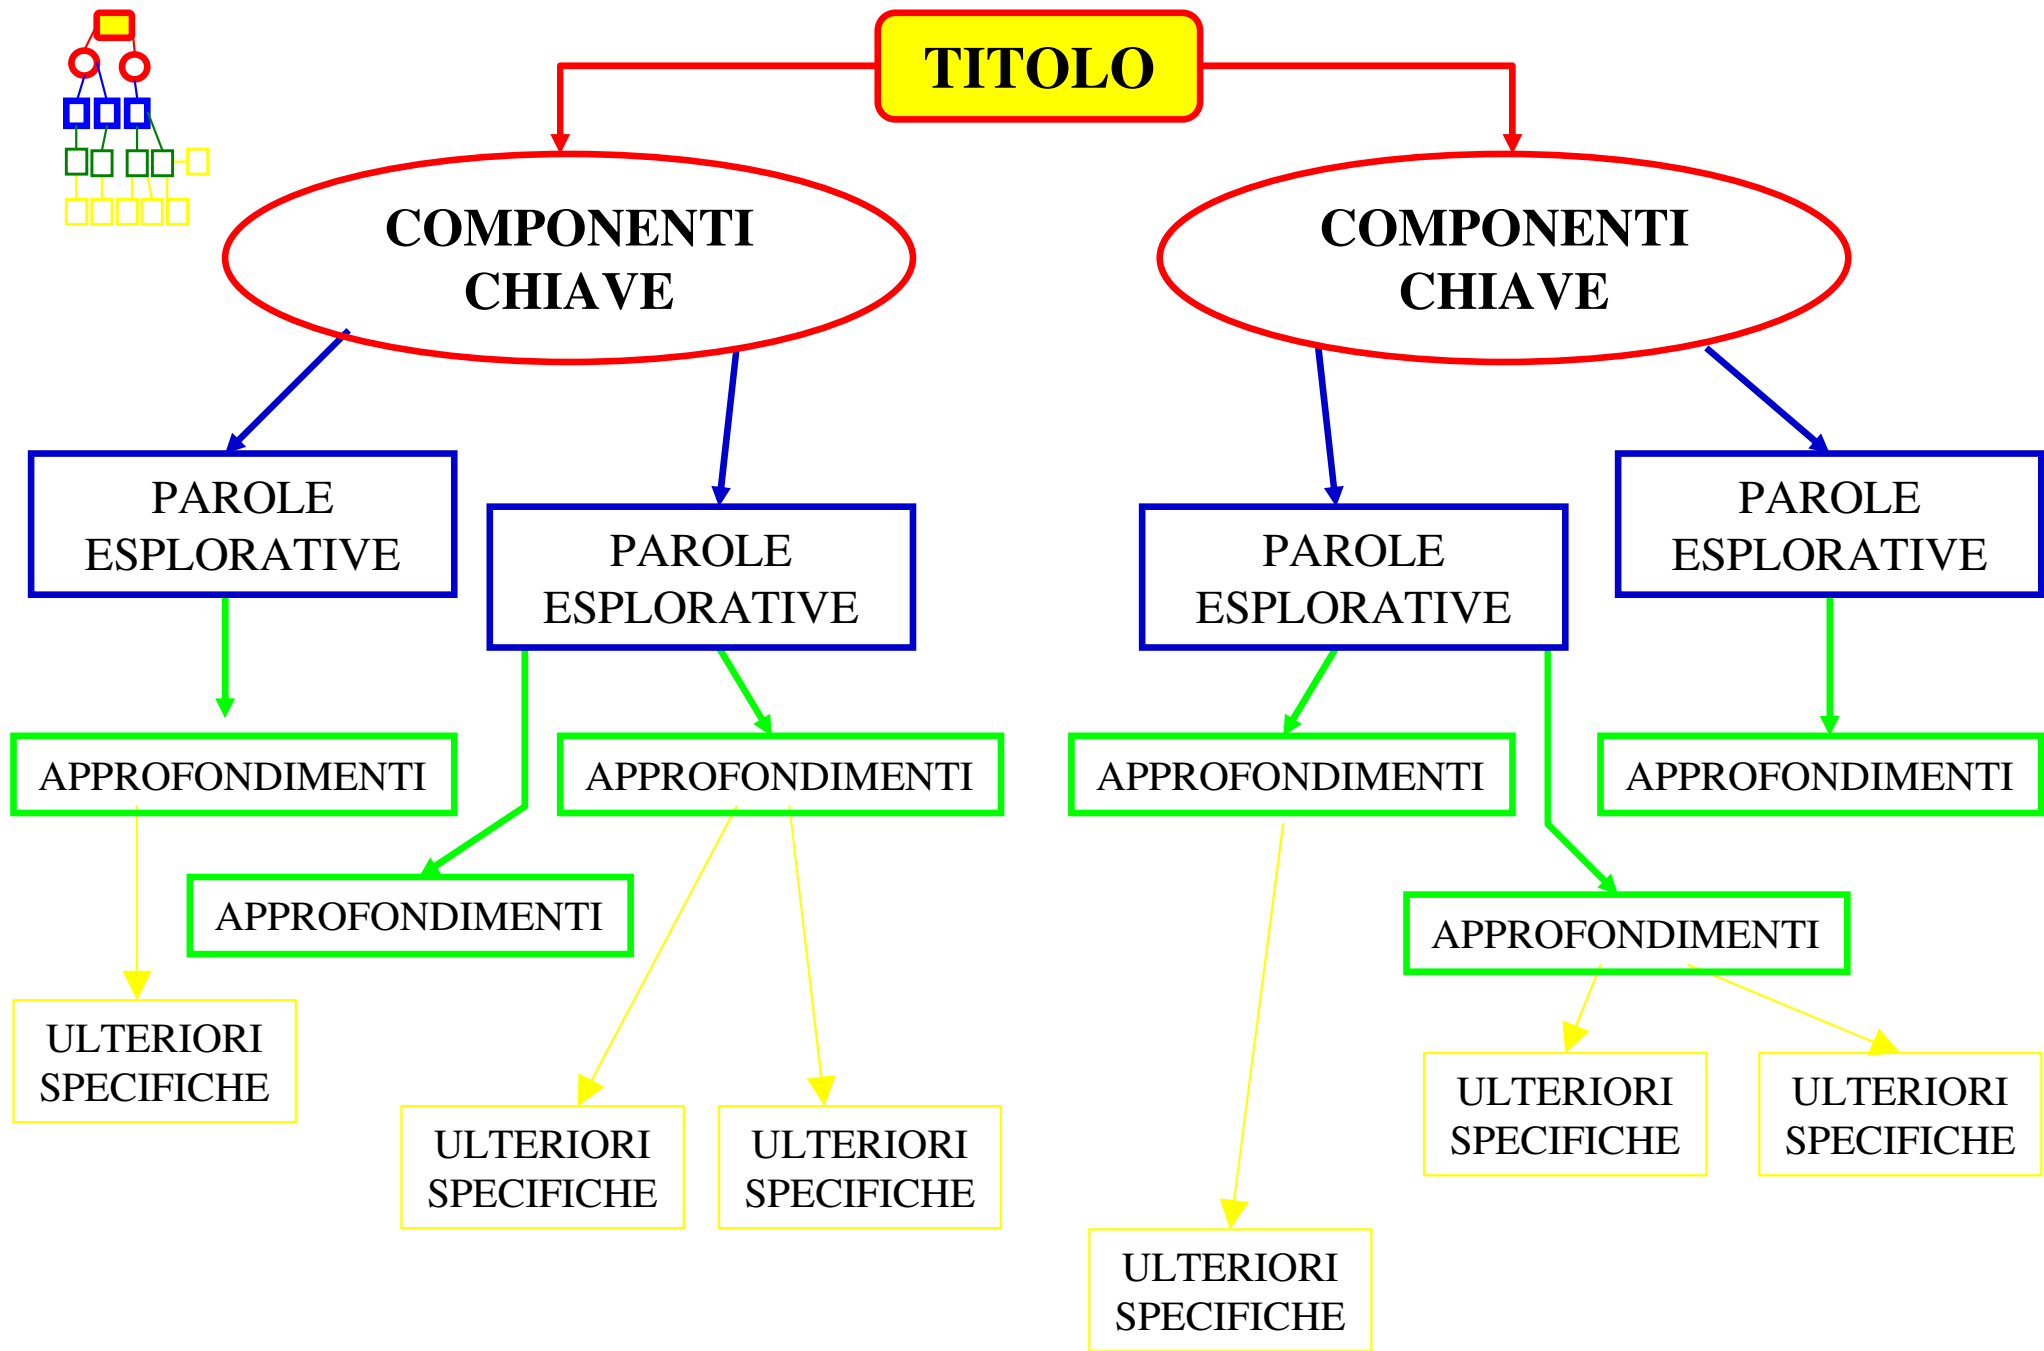 TITOLO
COMPONENTI
CHIAVE
COMPONENTI
CHIAVE
PAROLE
ESPLORATIVE
PAROLE
ESPLORATIVE
PAROLE
ESPLORATIVE
PAROLE
ESPLORATIVE
APPROFONDIMENTI
APPROFONDIMENTI
APPROFONDIMENTI
APPROFONDIMENTI
APPROFONDIMENTI
APPROFONDIMENTI
ULTERIORI
SPECIFICHE
ULTERIORI
SPECIFICHE
ULTERIORI
SPECIFICHE
ULTERIORI
SPECIFICHE
ULTERIORI
SPECIFICHE
ULTERIORI
SPECIFICHE